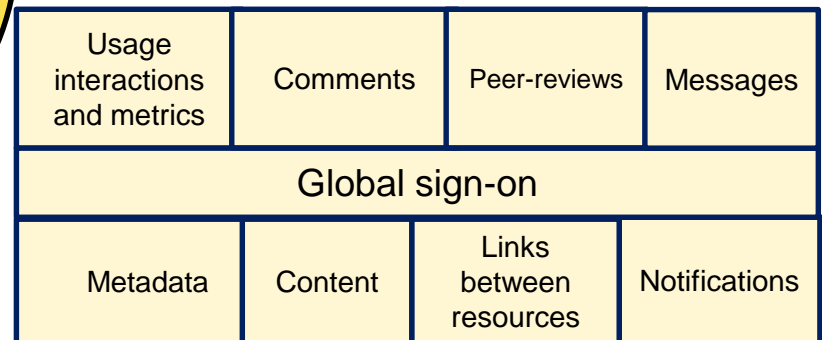 Usage
interactions
and metrics
Comments
Peer-reviews
Messages
Global sign-on
Metadata
Content
Links
between
resources
Notifications